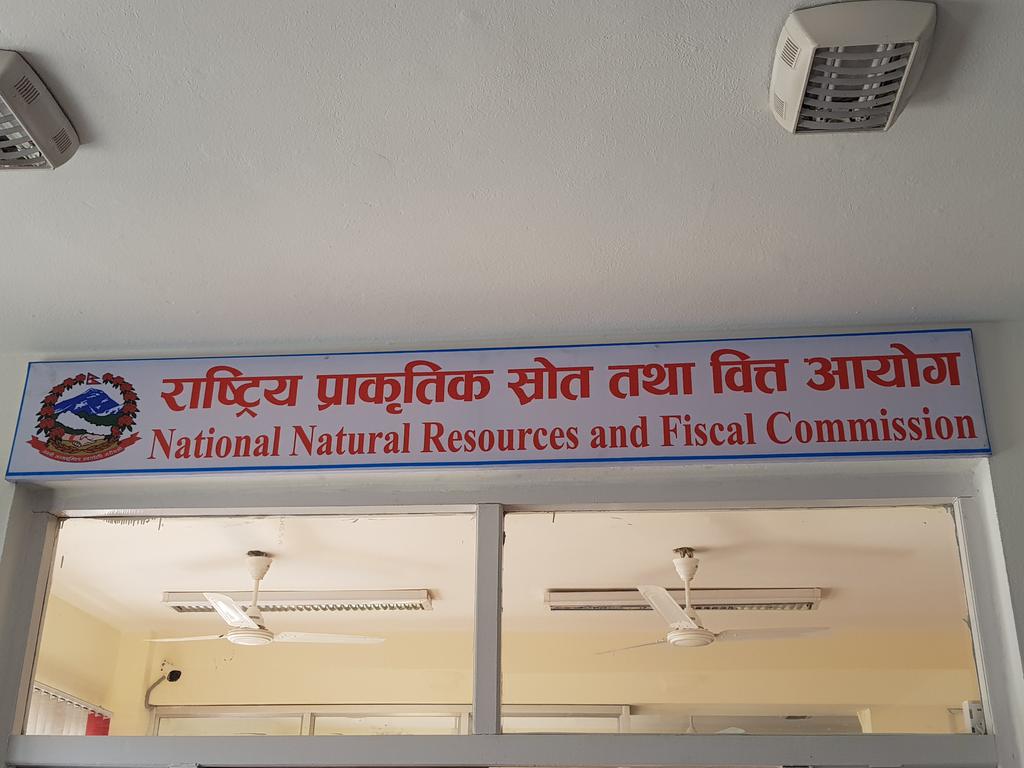 राष्ट्रिय प्राकृतिक स्रोत तथा वित्त आयोग
National Natural Resources and Fiscal Commission